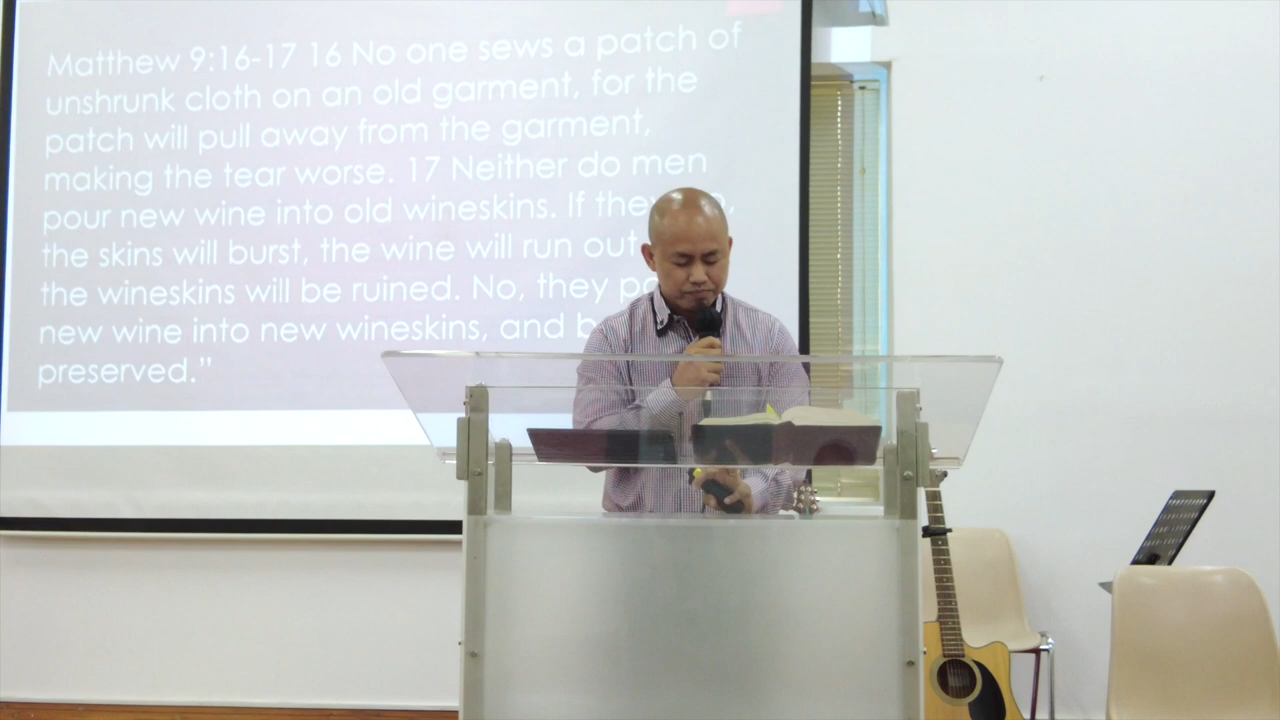 Matthew 9:16-17 16 No one sews a patch of
unshrunk cloth on an old garment, for the
patch will pull away from the garment,
making the tear worse. 17 Neither do men
pour new wine into old wineskins. If they
the skins will burst, the wine will run out
the wineskins will be ruined. No, they
new wine into new wineskins, and
preserved.”